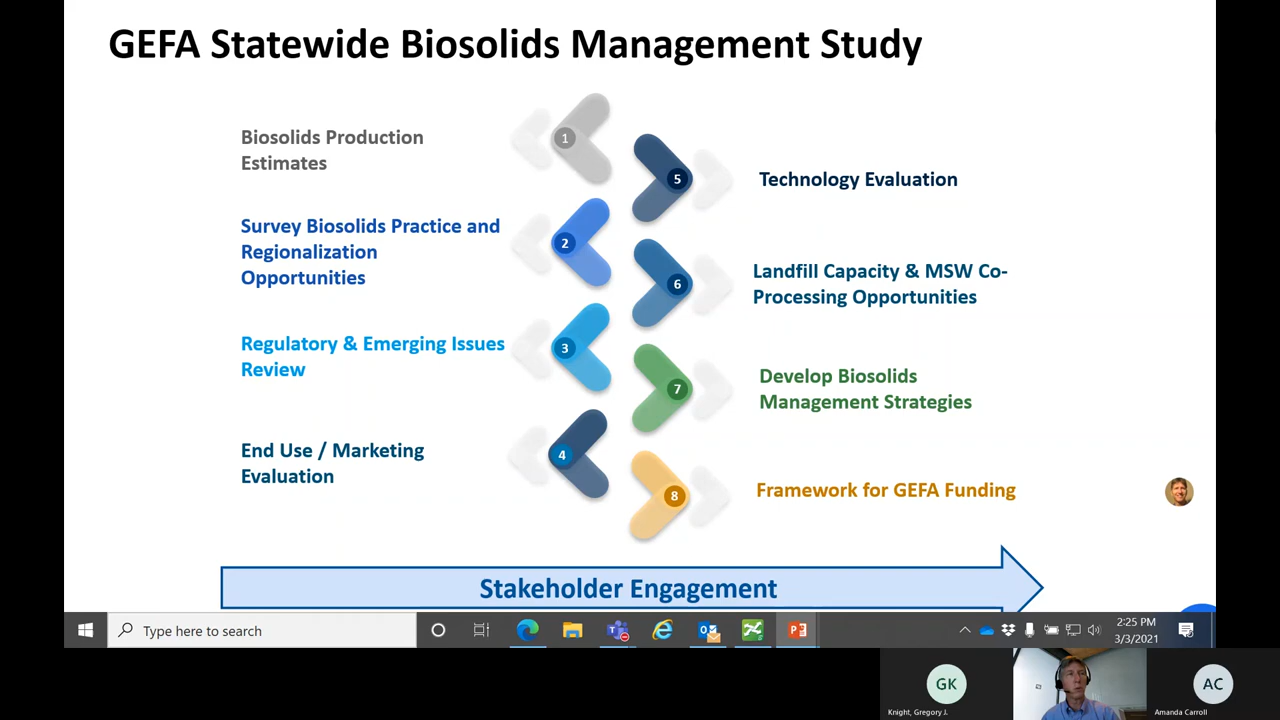 GEFA Statewide Biosolids Management Study
1
Biosolids Production
Estimates
2
Survey Biosolids Practice and
Regionalization
Opportunities
3
Regulatory & Emerging Issues
Review
4
End Use / Marketing
Evaluation
5
Technology Evaluation
6
Landfill Capacity & MSW Co-
Processing Opportunities
7
Develop Biosolids
Management Strategies
8
Framework for GEFA Funding
Stakeholder Engagement
Type here to search
2:25 PM
3/3/2021
GK
Knight, Gregory J.
AC
Amanda Carroll